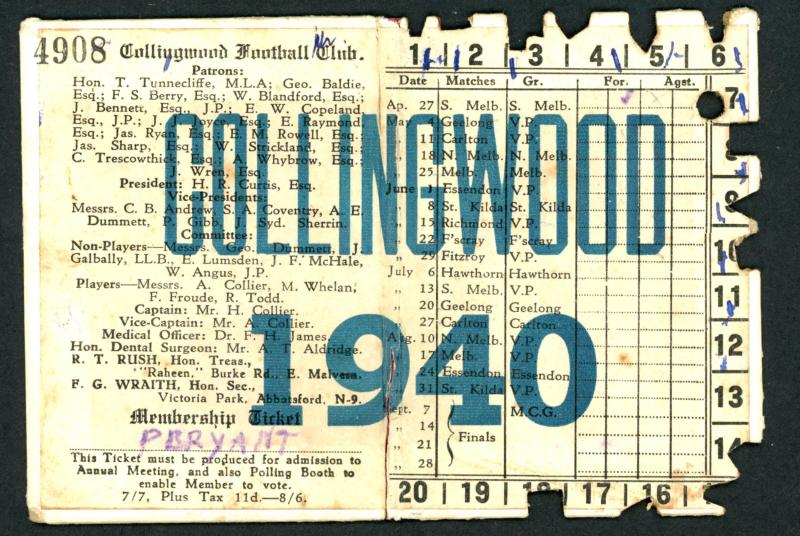 4908 Collingwood Football Club.
Patrons:
Hon. T. Tunnecliffe, M.L.A; Geo. Baldie,
Esq.; F. S. Berry, Esq.; W. Blandford, Esq.;
J. Bennett, Esq., J.P.; E. W. Copeland,
Esq., J.P.; J. J. Joyce, Esq.; E. Raymond,
Esq.; Jas. Ryan, Esq.; E. M. Rowell, Esq.;
Jas. Sharp, Esq.; W. Strickland, Esq.;
C. Trescowthick, Esq.; A. Whybrow, Esq.;
J. Wren, Esq.
President: H. R. Curtis, Esq.
Vice-Presidents:
Messrs. C. B. Andrew, S. A. Coventry, A. E.
Dummett, P. Gibb, J. Syd. Sherrin.
Committee:
Non-Players—Messrs. Geo. Dummett, J.
Galbally, LL.B., E. Lumsden, J. F. McHale,
W. Angus, J.P.
Players—Messrs. A. Collier, M. Whelan,
F. Froude, R. Todd.
Captain: Mr. H. Collier.
Vice-Captain: Mr. A. Collier.
Medical Officer: Dr. F. H. James.
Hon. Dental Surgeon: Mr. A. T. Aldridge.
R. T. RUSH, Hon. Treas.,
"Raheen," Burke Rd., E. Malvern.
F. G. WRAITH, Hon. Sec.,
Victoria Park, Abbotsford, N-9.
Membership Ticket
P BRYANT
This Ticket must be produced for admission to
Annual Meeting, and also Polling Booth to
enable Member to vote.
7/7, Plus Tax 11d.—8/6.
COLLINGWOOD
1940
1 | 2 | 3 | 4 | 5 | 6
Date Matches Gr. For. Agst.
Ap. 27 S. Melb. S. Melb.
May 4 Geelong V.P.
„ 11 Carlton V.P.
„ 18 N. Melb. N. Melb.
„ 25 Melb. Melb.
June 1 Essendon V.P.
„ 8 St. Kilda St. Kilda
„ 15 Richmond V.P.
„ 22 F'scray F'scray
„ 29 Fitzroy V.P.
July 6 Hawthorn Hawthorn
„ 13 S. Melb. V.P.
„ 20 Geelong Geelong
„ 27 Carlton Carlton
Aug. 10 N. Melb. V.P.
„ 17 Melb. V.P.
„ 24 Essendon Essendon
„ 31 St. Kilda V.P.
Sept. 7 M.C.G.
„ 14
Finals
„ 21
„ 28
7
8
9
10
11
12
13
14
20 | 19 | 18 | 17 | 16